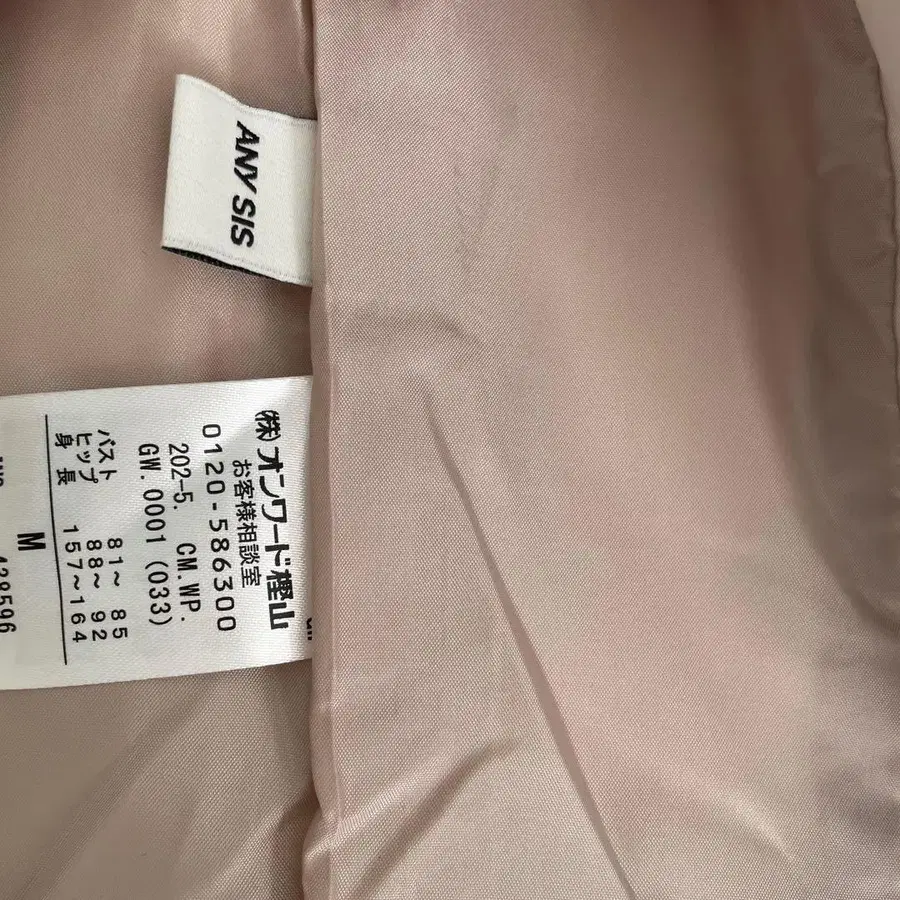 ANY SIS
㈱オンワード樫山
お客様相談室
0120-586300
202-5. CM.WP.
GW.0001 (033)
バスト 81~ 85
ヒップ 88~ 92
身 長 157~164
M
438596